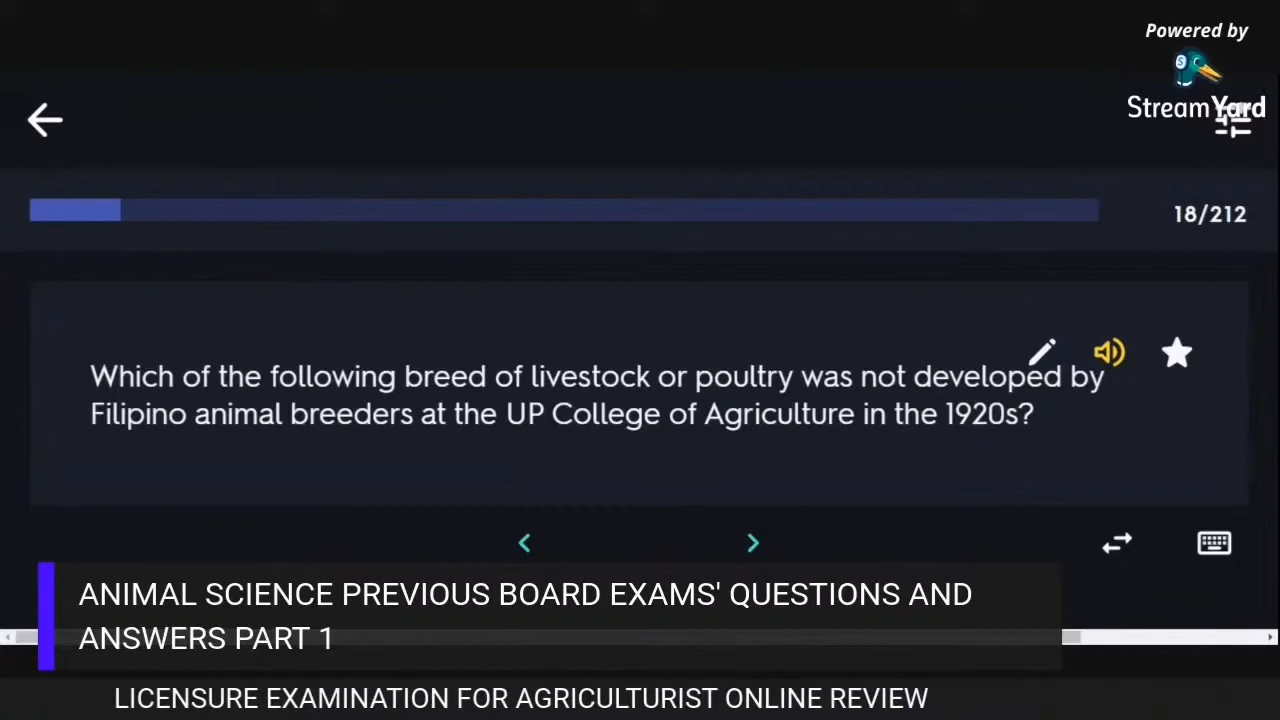 Powered by
StreamYard
18/212
Which of the following breed of livestock or poultry was not developed by
Filipino animal breeders at the UP College of Agriculture in the 1920s?
ANIMAL SCIENCE PREVIOUS BOARD EXAMS' QUESTIONS AND
ANSWERS PART 1
LICENSURE EXAMINATION FOR AGRICULTURIST ONLINE REVIEW